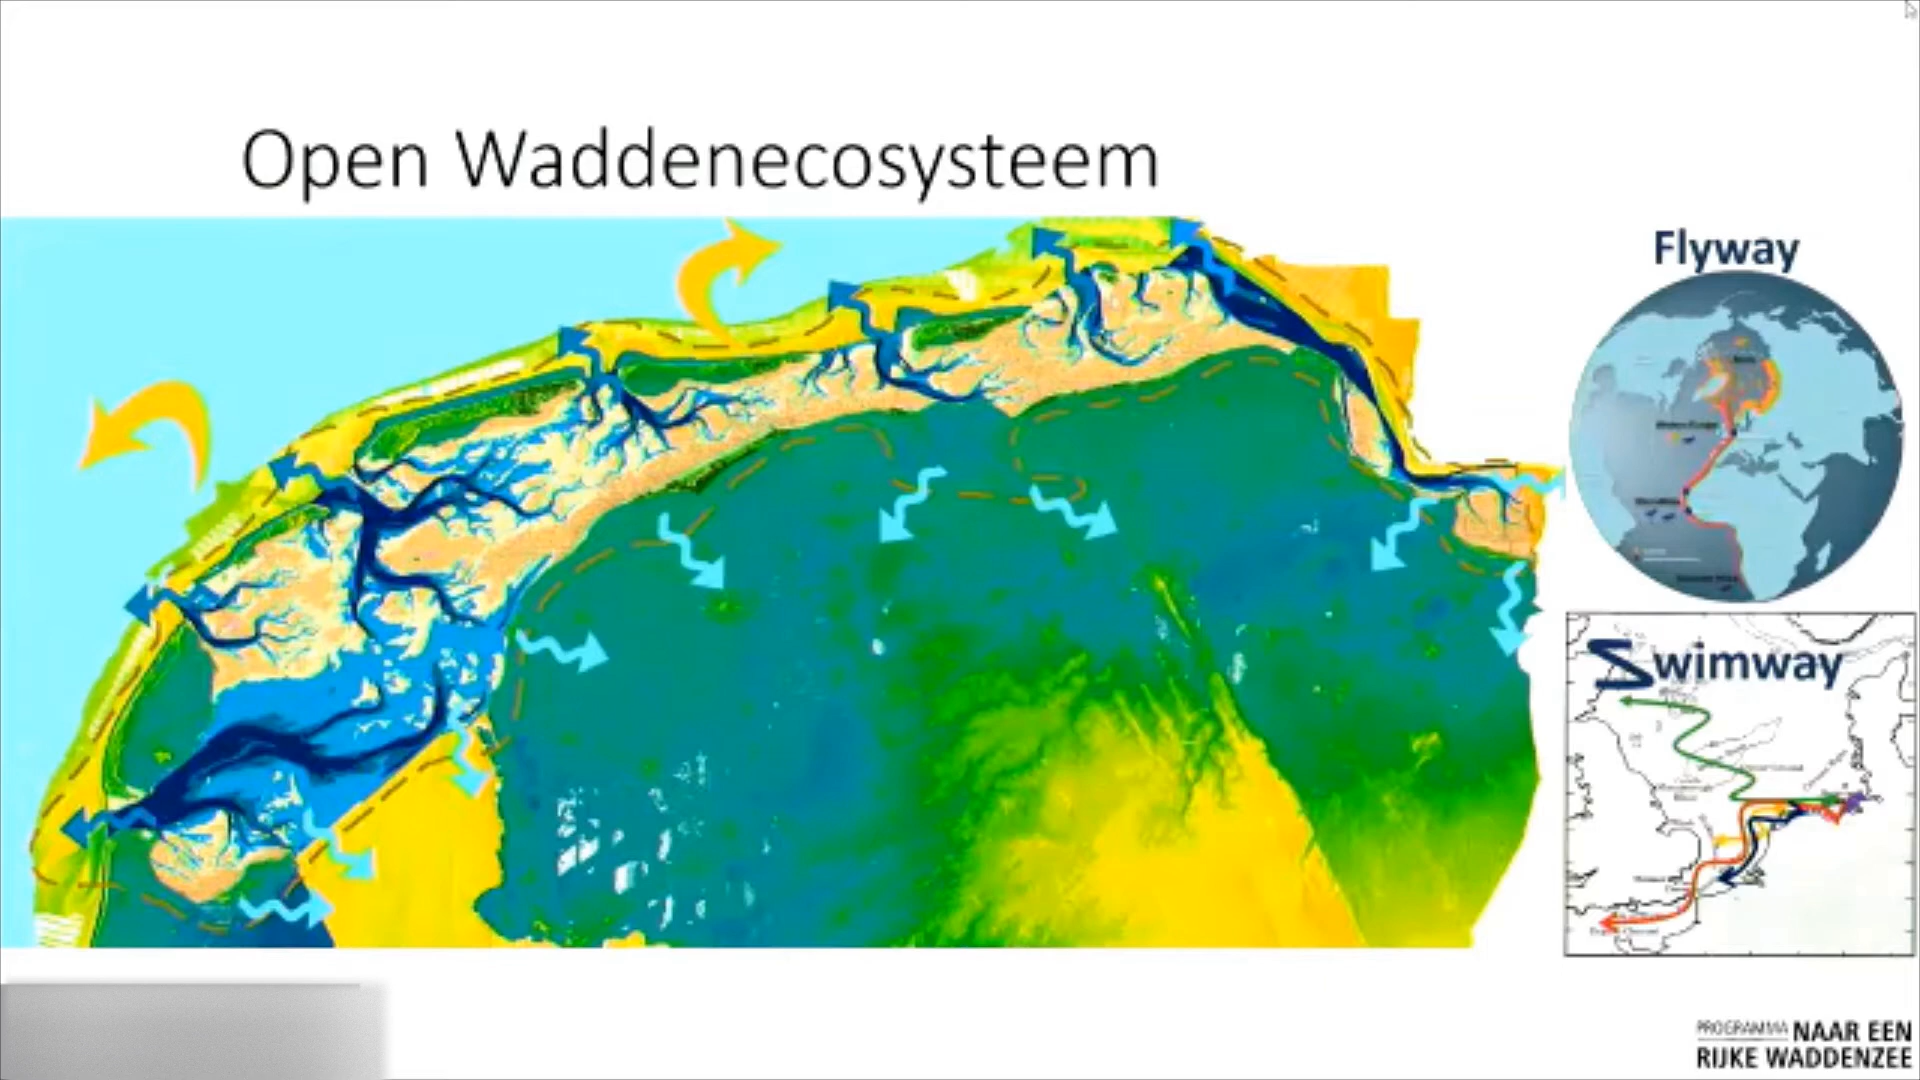 Open Waddenecosysteem
Flyway
Swimway
PROGRAMMA NAAR EEN
RIJKE WADDENZEE